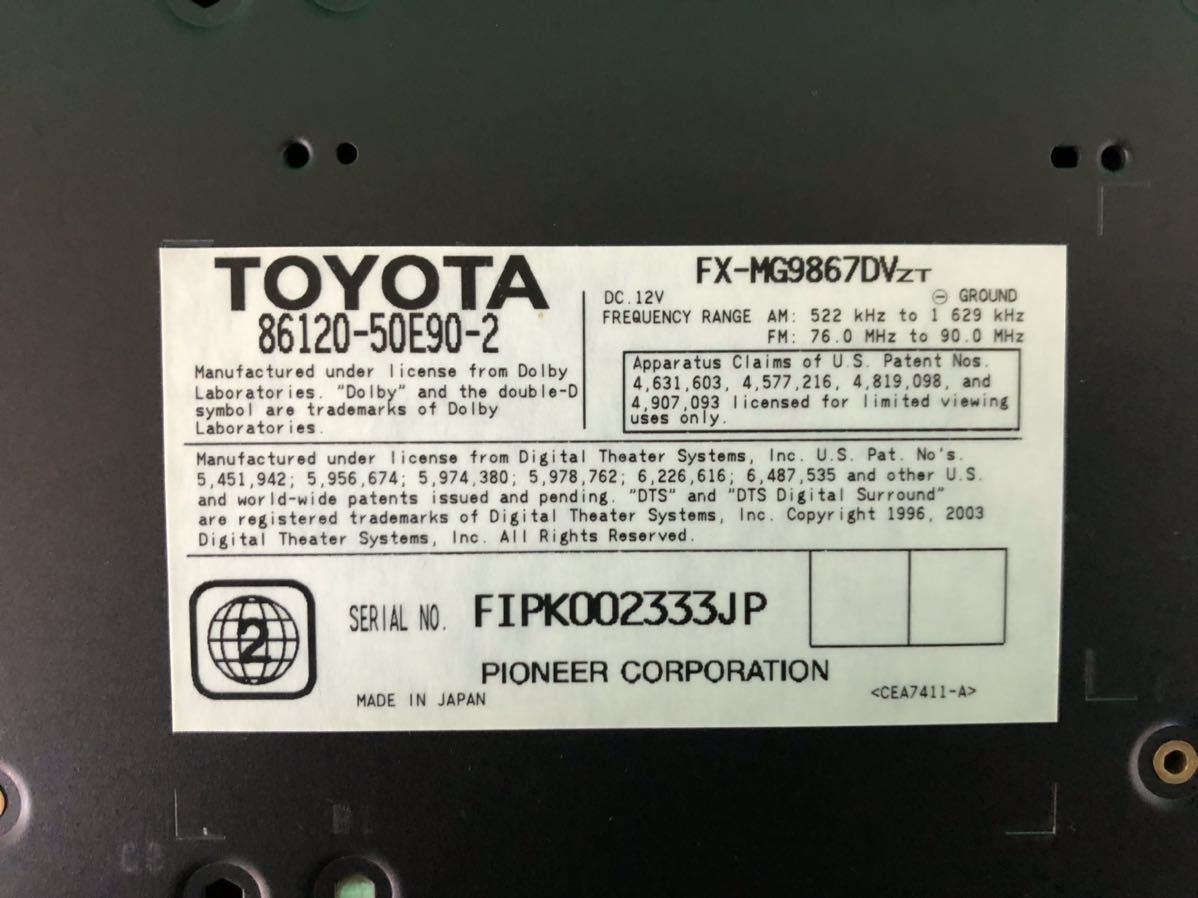 TOYOTA
86120-50E90-2
Manufactured under license from Dolby
Laboratories. "Dolby" and the double-D
symbol are trademarks of Dolby
Laboratories.
FX-MG9867DVZT
DC.12V ⊖ GROUND
FREQUENCY RANGE AM: 522 kHz to 1 629 kHz
FM: 76.0 MHz to 90.0 MHz
Apparatus Claims of U.S. Patent Nos.
4,631,603, 4,577,216, 4,819,098, and
4,907,093 licensed for limited viewing
uses only.
Manufactured under license from Digital Theater Systems, Inc. U.S. Pat. No's.
5,451,942; 5,956,674; 5,974,380; 5,978,762; 6,226,616; 6,487,535 and other U.S.
and world-wide patents issued and pending. "DTS" and "DTS Digital Surround"
are registered trademarks of Digital Theater Systems, Inc. Copyright 1996, 2003
Digital Theater Systems, Inc. All Rights Reserved.
2
SERIAL NO. FIPK002333JP
PIONEER CORPORATION
MADE IN JAPAN
<CEA7411-A>